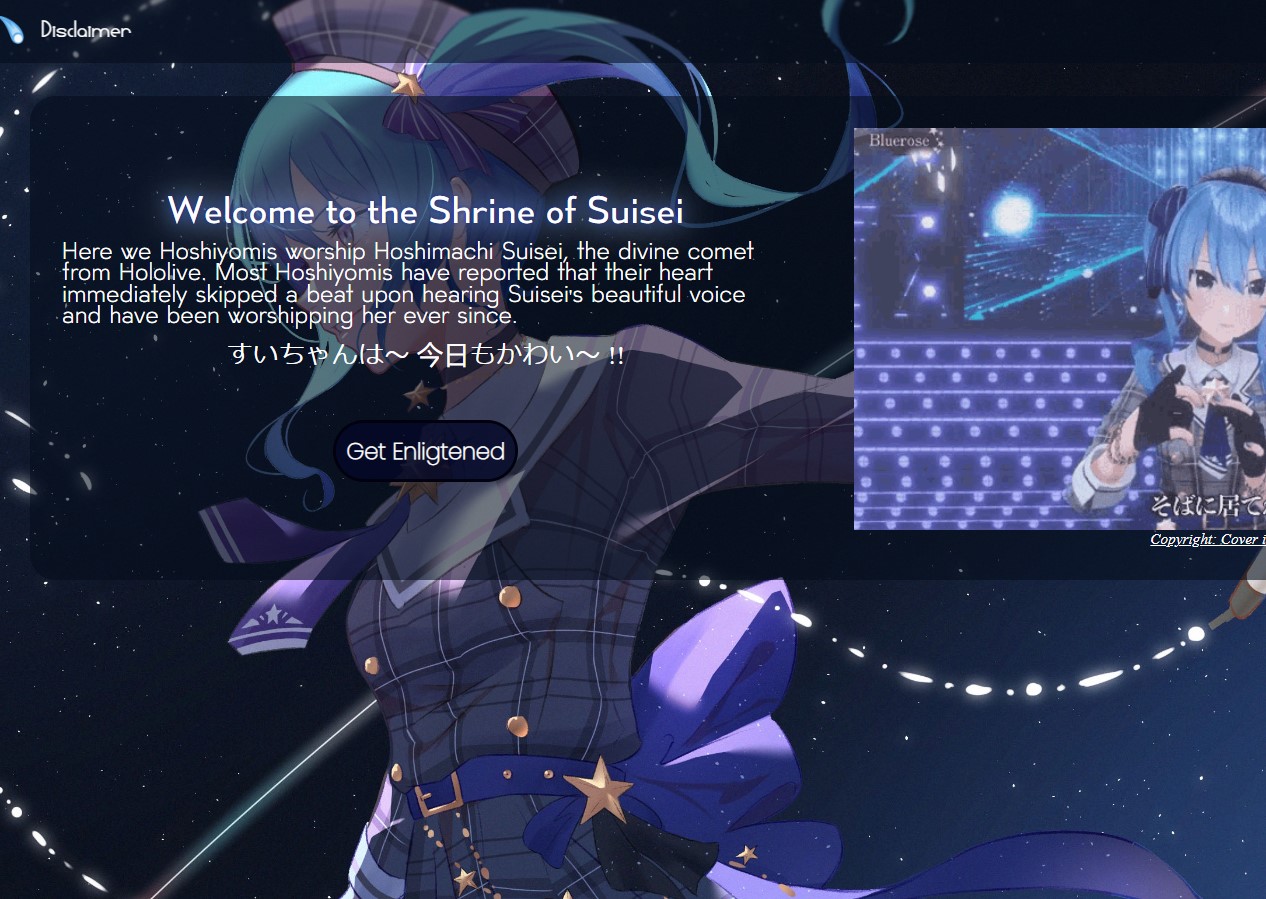 Disclaimer
Bluerose
Welcome to the Shrine of Suisei
Here we Hoshiyomis worship Hoshimachi Suisei, the divine comet
from Hololive. Most Hoshiyomis have reported that their heart
immediately skipped a beat upon hearing Suisei's beautiful voice
and have been worshipping her ever since.
すいちゃんは～ 今日もかわい～ !!
Get Enligtened
そばに居て
Copyright: Cover